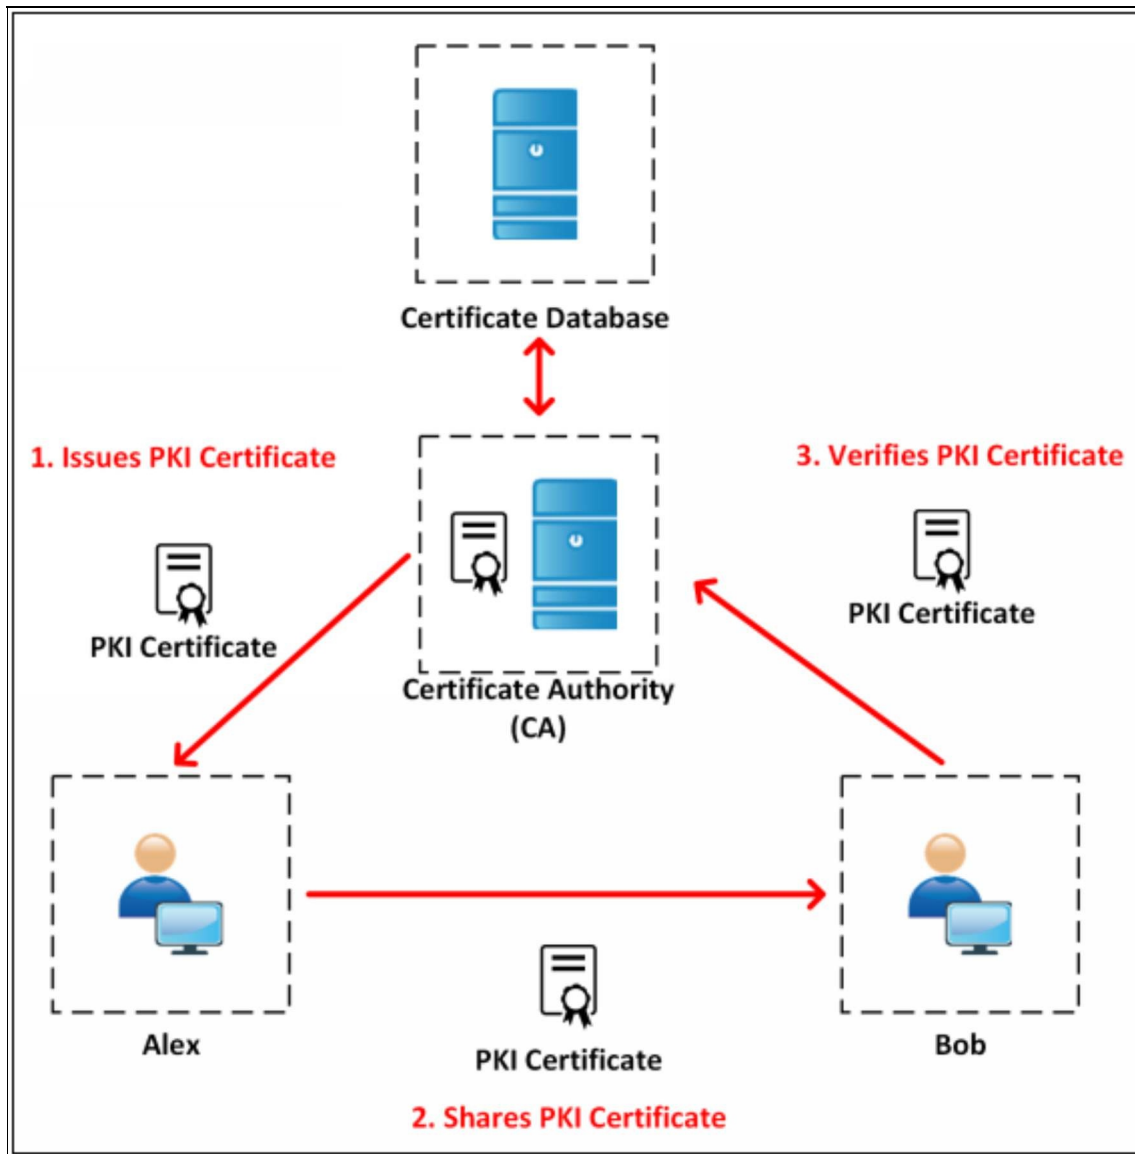 Certificate Database
1. Issues PKI Certificate
3. Verifies PKI Certificate
PKI Certificate
PKI Certificate
Certificate Authority
(CA)
Alex
Bob
PKI Certificate
2. Shares PKI Certificate